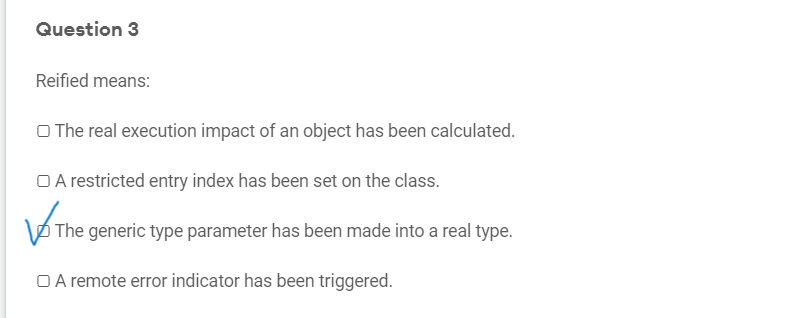 Question 3
Reified means:
The real execution impact of an object has been calculated.
A restricted entry index has been set on the class.
The generic type parameter has been made into a real type.
A remote error indicator has been triggered.